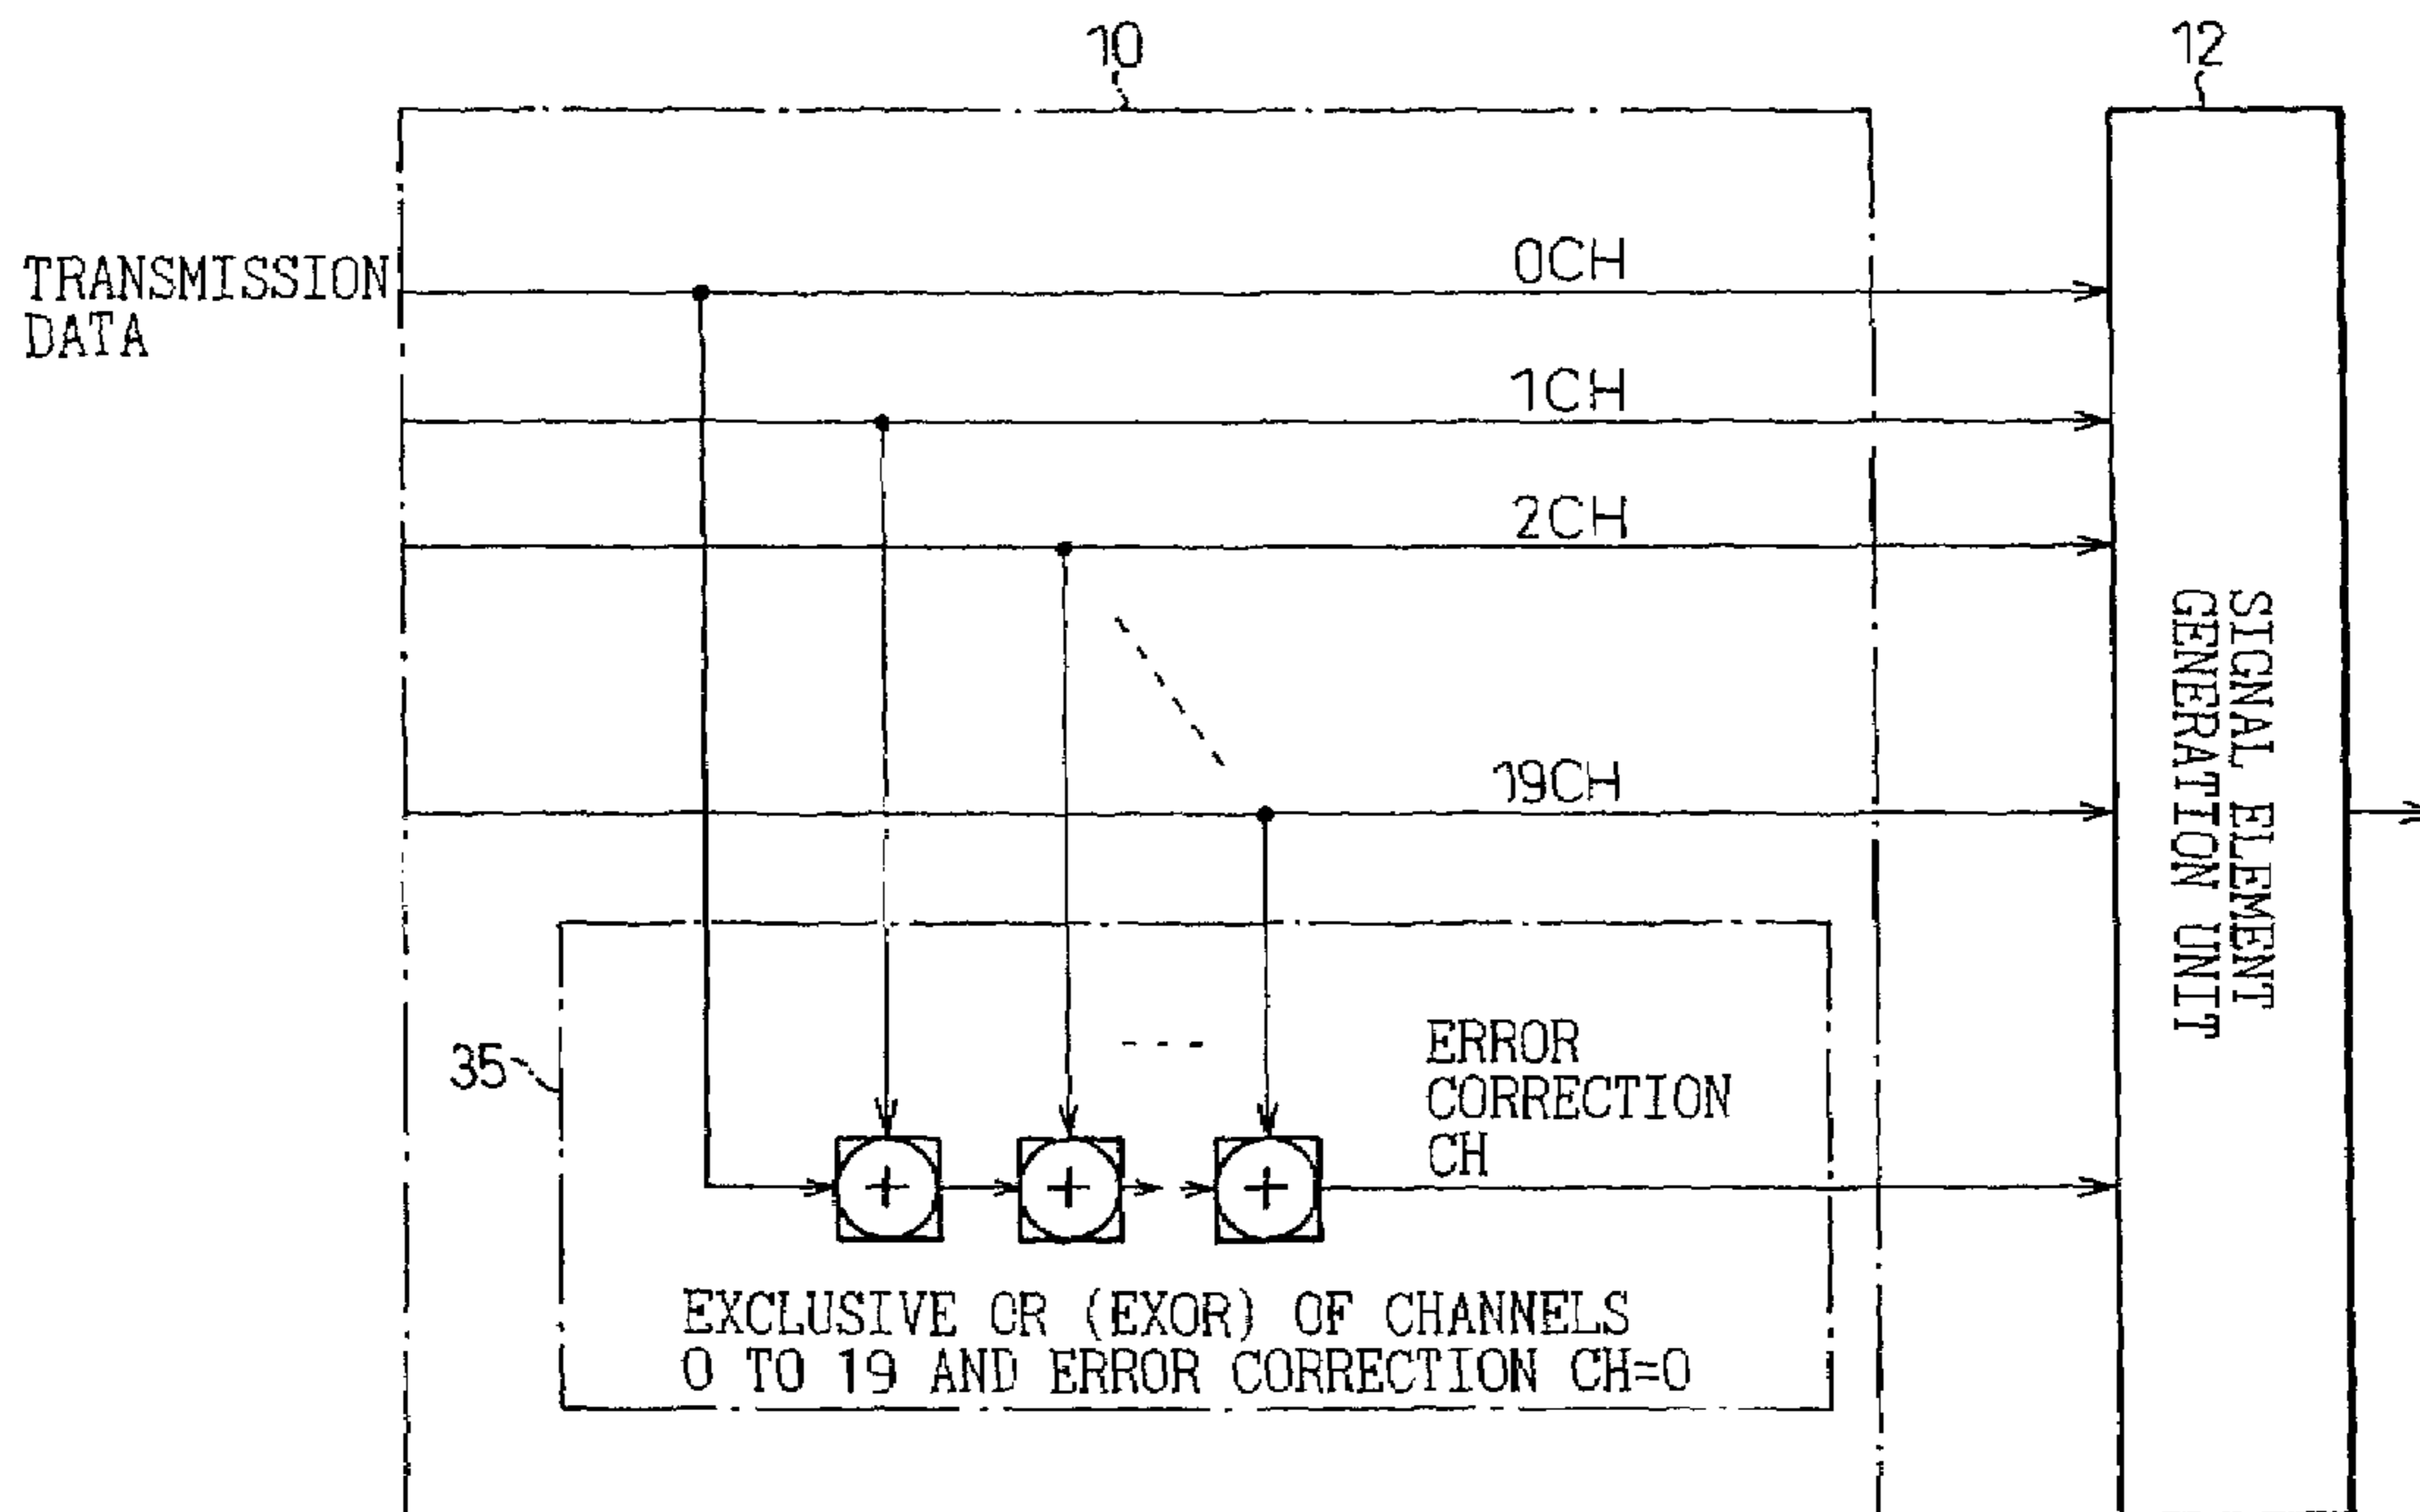 10
12
TRANSMISSION
DATA
0CH
1CH
2CH
19CH
SIGNAL ELEMENT
GENERATION UNIT
35
ERROR
CORRECTION
CH
EXCLUSIVE OR (EXOR) OF CHANNELS
0 TO 19 AND ERROR CORRECTION CH=0